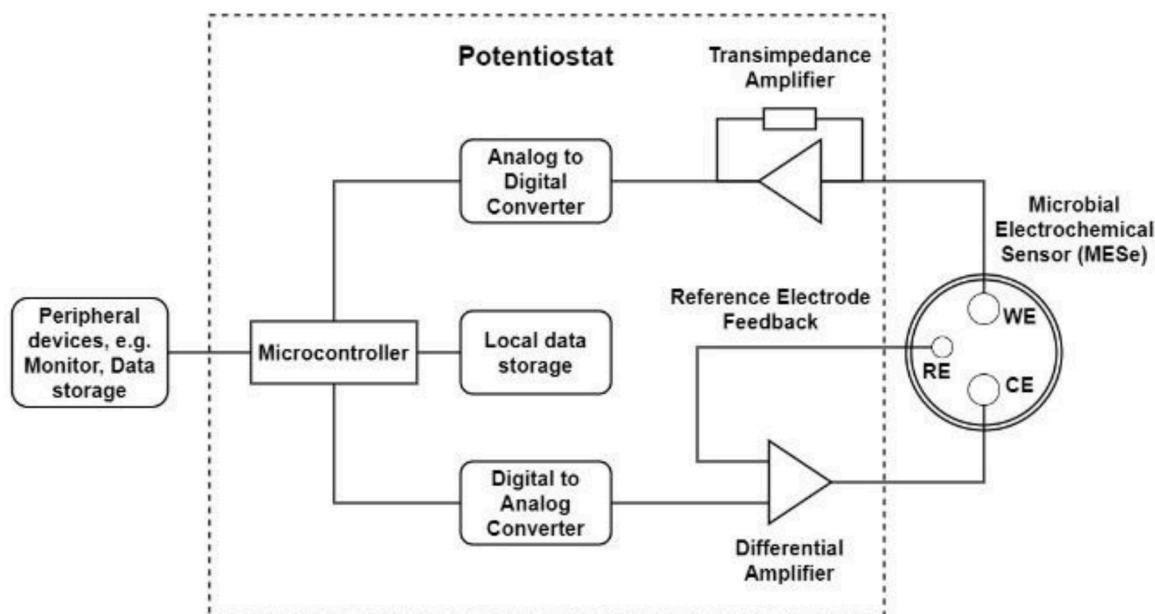 Potentiostat
Transimpedance
Amplifier
Analog to
Digital
Converter
Microbial
Electrochemical
Sensor (MESe)
Peripheral
devices, e.g.
Monitor, Data
storage
Microcontroller
Local data
storage
Reference Electrode
Feedback
WE
RE
CE
Digital to
Analog
Converter
Differential
Amplifier